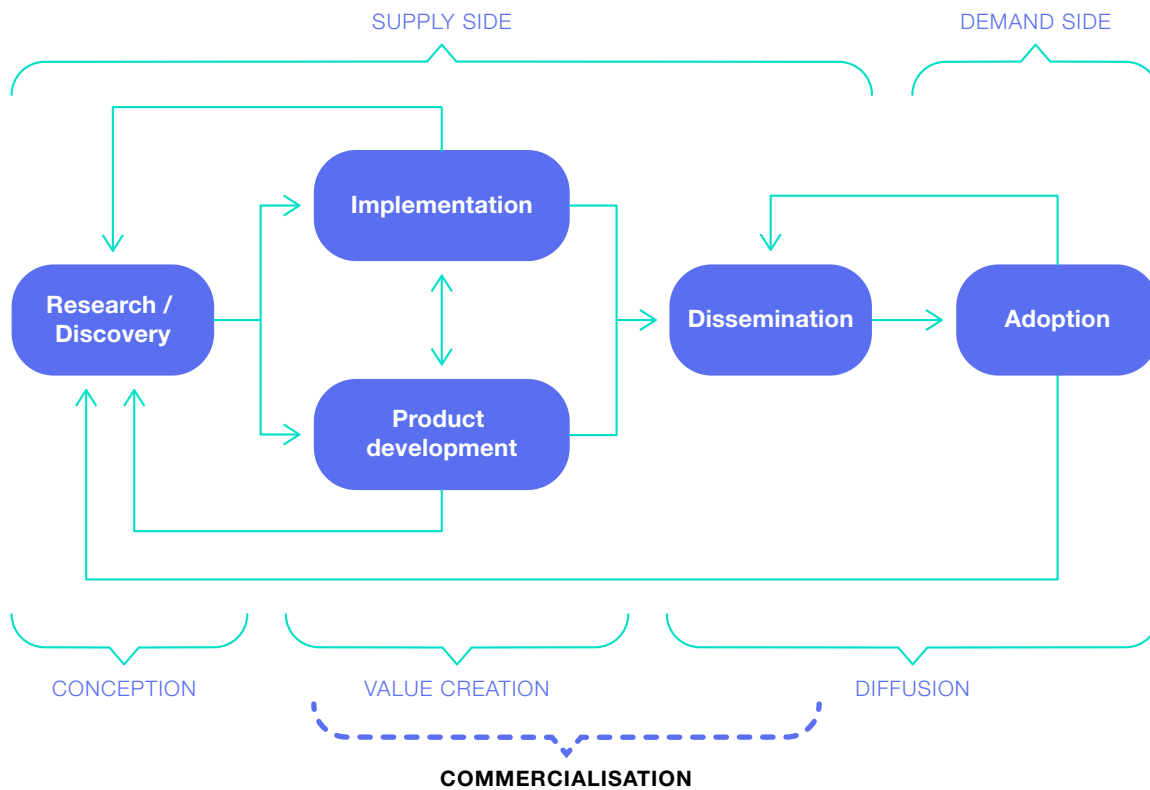 SUPPLY SIDE
DEMAND SIDE
Implementation
Research /
Discovery
Dissemination
Adoption
Product
development
CONCEPTION
VALUE CREATION
DIFFUSION
COMMERCIALISATION